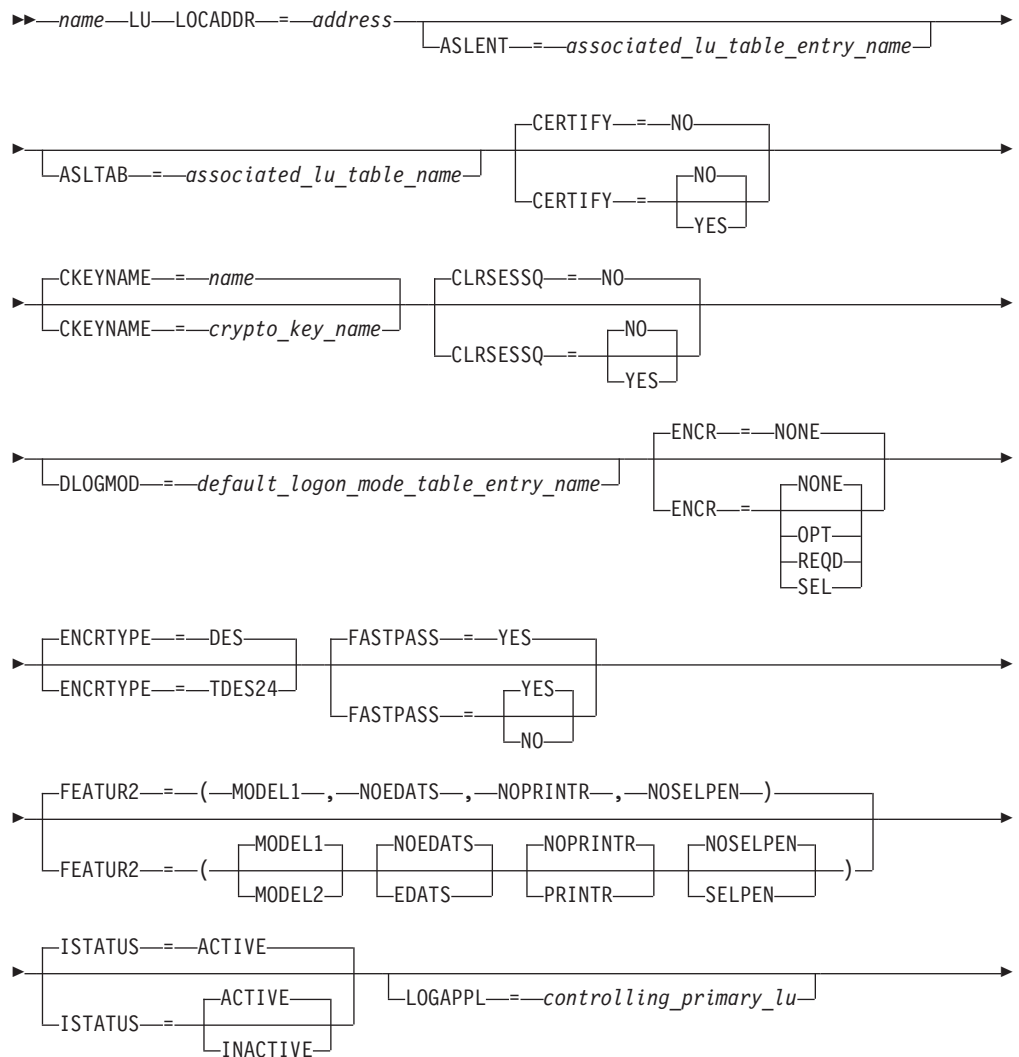 name LU LOCADDR = address
ASLENT = associated_lu_table_entry_name
CERTIFY = NO
ASLTAB = associated_lu_table_name
NO
CERTIFY =
YES
CKEYNAME = name
CLRSESSQ = NO
CKEYNAME = crypto_key_name
NO
CLRSESSQ =
YES
ENCR = NONE
DLOGMOD = default_logon_mode_table_entry_name
NONE
ENCR =
OPT
REQD
SEL
ENCRTYPE = DES
FASTPASS = YES
ENCRTYPE = TDES24
YES
FASTPASS =
NO
FEATUR2 = ( MODEL1 , NOEDATS , NOPRINTR , NOSELPEN )
MODEL1 NOEDATS NOPRINTR NOSELPEN
FEATUR2 = ( )
MODEL2 EDATS PRINTR SELPEN
ISTATUS = ACTIVE
LOGAPPL = controlling_primary_lu
ACTIVE
ISTATUS =
INACTIVE